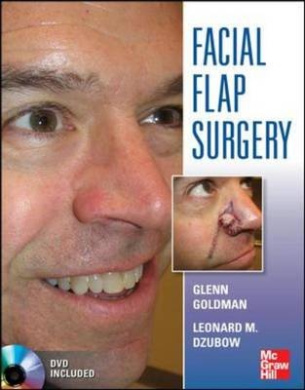 FACIAL
FLAP
SURGERY
GLENN
GOLDMAN
LEONARD M.
DZUBOW
DVD
INCLUDED
Mc
Graw
Hill